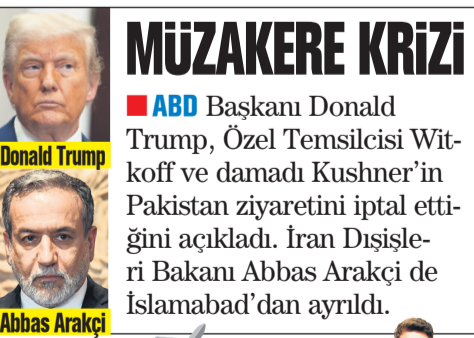 MÜZAKERE KRİZİ
ABD Başkanı Donald
Trump, Özel Temsilcisi Wit-
koff ve damadı Kushner’in
Pakistan ziyaretini iptal etti-
ğini açıkladı. İran Dışişle-
ri Bakanı Abbas Arakçi de
İslamabad’dan ayrıldı.
Donald Trump
Abbas Arakçi